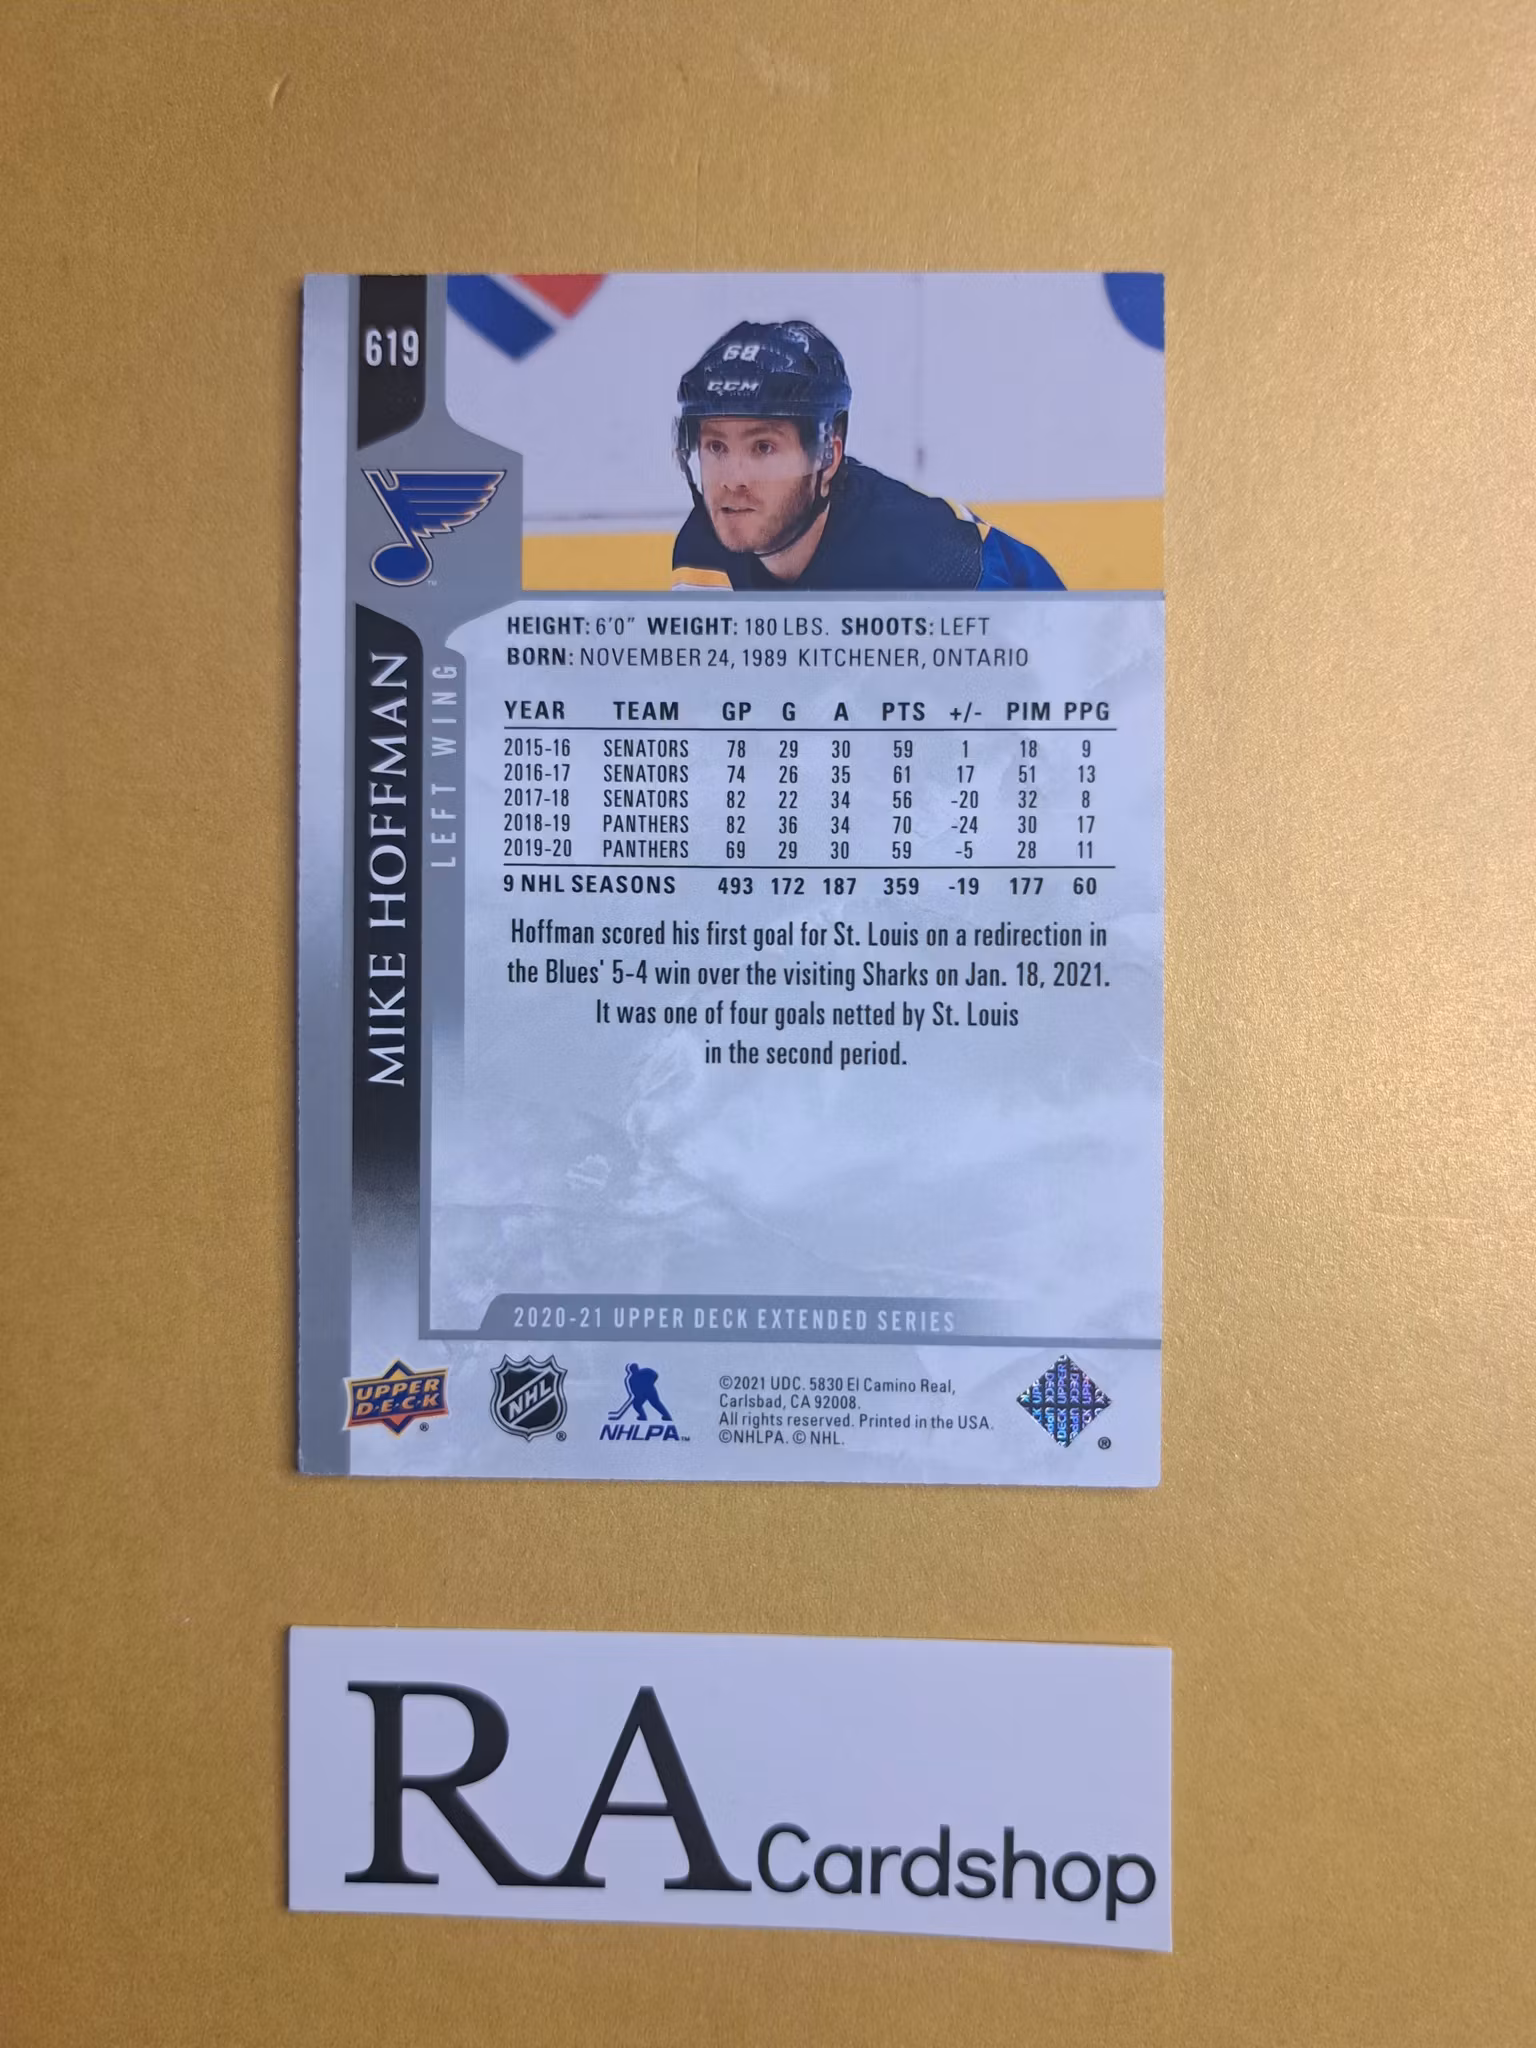 619
68
CCM
TM
MIKE HOFFMAN
LEFT WING
HEIGHT: 6'0" WEIGHT: 180 LBS. SHOOTS: LEFT
BORN: NOVEMBER 24, 1989 KITCHENER, ONTARIO
YEAR TEAM GP G A PTS +/- PIM PPG
2015-16 SENATORS 78 29 30 59 1 18 9
2016-17 SENATORS 74 26 35 61 17 51 13
2017-18 SENATORS 82 22 34 56 -20 32 8
2018-19 PANTHERS 82 36 34 70 -24 30 17
2019-20 PANTHERS 69 29 30 59 -5 28 11
9 NHL SEASONS 493 172 187 359 -19 177 60
Hoffman scored his first goal for St. Louis on a redirection in
the Blues' 5-4 win over the visiting Sharks on Jan. 18, 2021.
It was one of four goals netted by St. Louis
in the second period.
2020-21 UPPER DECK EXTENDED SERIES
UPPER
D·E·C·K ®
NHL ®
NHLPA™
©2021 UDC. 5830 El Camino Real,
Carlsbad, CA 92008.
All rights reserved. Printed in the USA.
©NHLPA. © NHL.
UPPER DECK
®
RA Cardshop